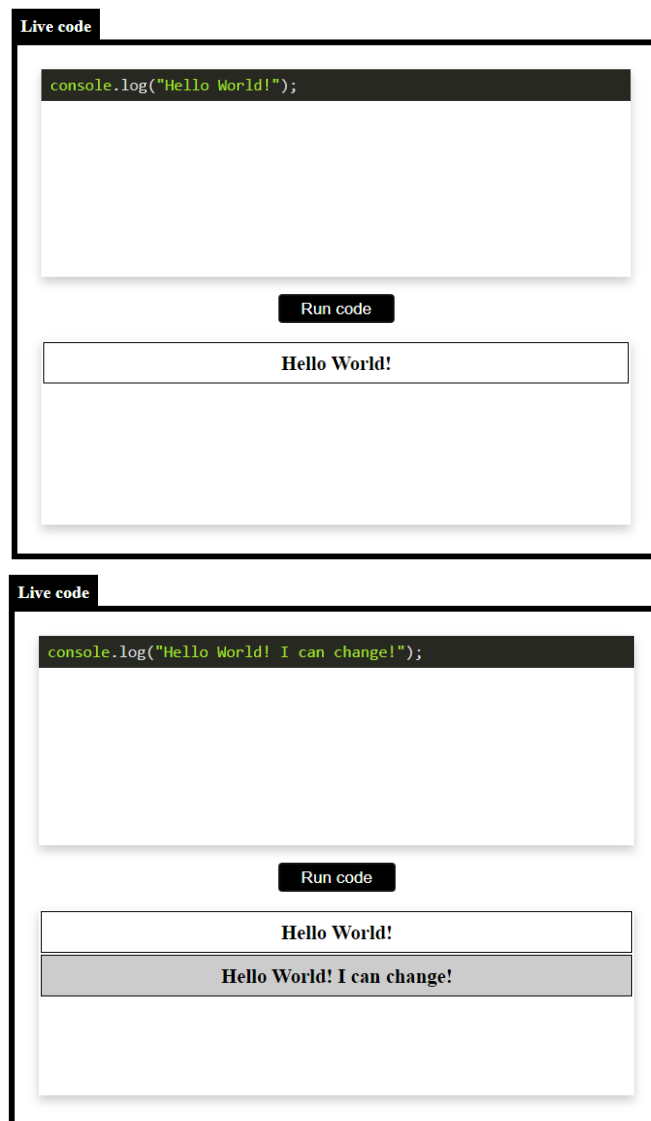 Live code
console.log("Hello World!");
Run code
Hello World!
Live code
console.log("Hello World! I can change!");
Run code
Hello World!
Hello World! I can change!